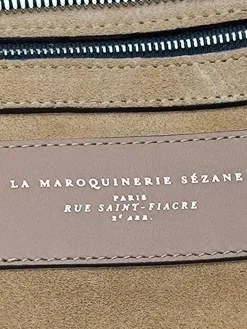 LA MAROQUINERIE SÉZANE
PARIS
RUE SAINT-FIACRE
2E ARR.